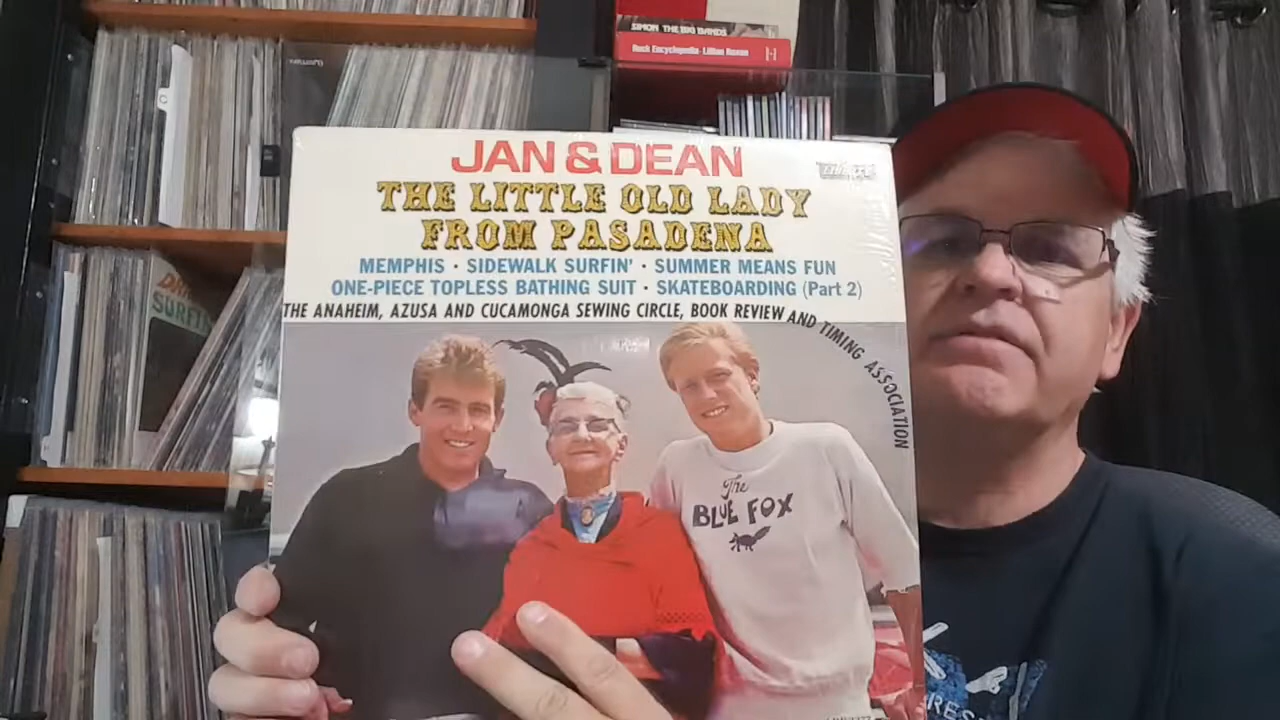 SIMON THE BIG BANDS
Rock Encyclopedia · Lillian Roxon
C
SURFI
JAN & DEAN
THE LITTLE OLD LADY
FROM PASADENA
MEMPHIS · SIDEWALK SURFIN' · SUMMER MEANS FUN
ONE-PIECE TOPLESS BATHING SUIT · SKATEBOARDING (Part 2)
THE ANAHEIM, AZUSA AND CUCAMONGA SEWING CIRCLE, BOOK REVIEW AND TIMING ASSOCIATION
The
BLUE FOX